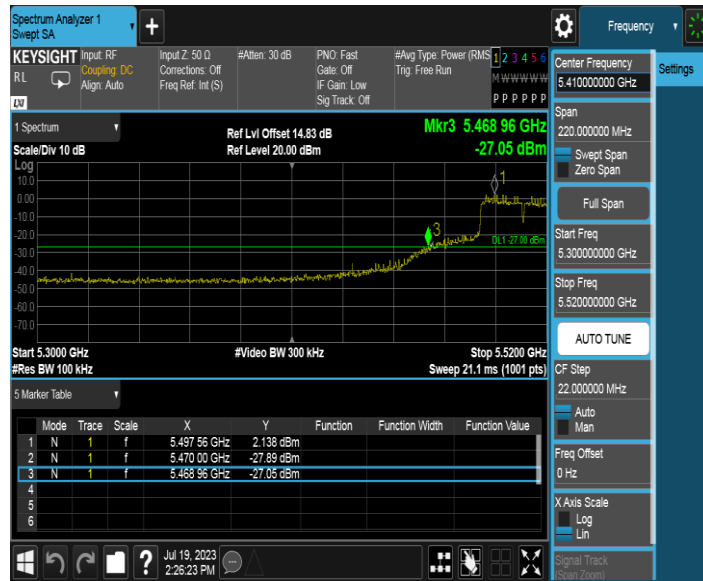 Spectrum Analyzer 1
Swept SA
+
Frequency
KEYSIGHT
RL
LXI
Input: RF
Coupling: DC
Align: Auto
Input Z: 50 Ω
Corrections: Off
Freq Ref: Int (S)
#Atten: 30 dB
PNO: Fast
Gate: Off
IF Gain: Low
Sig Track: Off
#Avg Type: Power (RMS
Trig: Free Run
1 2 3 4 5 6
M W W W W W
P P P P P P
Center Frequency
5.410000000 GHz
Settings
Span
220.000000 MHz
Swept Span
Zero Span
Full Span
Start Freq
5.300000000 GHz
Stop Freq
5.520000000 GHz
AUTO TUNE
CF Step
22.000000 MHz
Auto
Man
Freq Offset
0 Hz
X Axis Scale
Log
Lin
Signal Track
(Span Zoom)
1 Spectrum
Scale/Div 10 dB
Ref Lvl Offset 14.83 dB
Ref Level 20.00 dBm
Mkr3 5.468 96 GHz
-27.05 dBm
Log
10.0
0.00
-10.0
-20.0
-30.0
-40.0
-50.0
-60.0
-70.0
1
3
DL1 -27.00 dBm
Start 5.3000 GHz
#Video BW 300 kHz
Stop 5.5200 GHz
#Res BW 100 kHz
Sweep 21.1 ms (1001 pts)
5 Marker Table
Mode Trace Scale X Y Function Function Width Function Value
1 N 1 f 5.497 56 GHz 2.138 dBm
2 N 1 f 5.470 00 GHz -27.89 dBm
3 N 1 f 5.468 96 GHz -27.05 dBm
4
5
6
?
Jul 19, 2023
2:26:23 PM